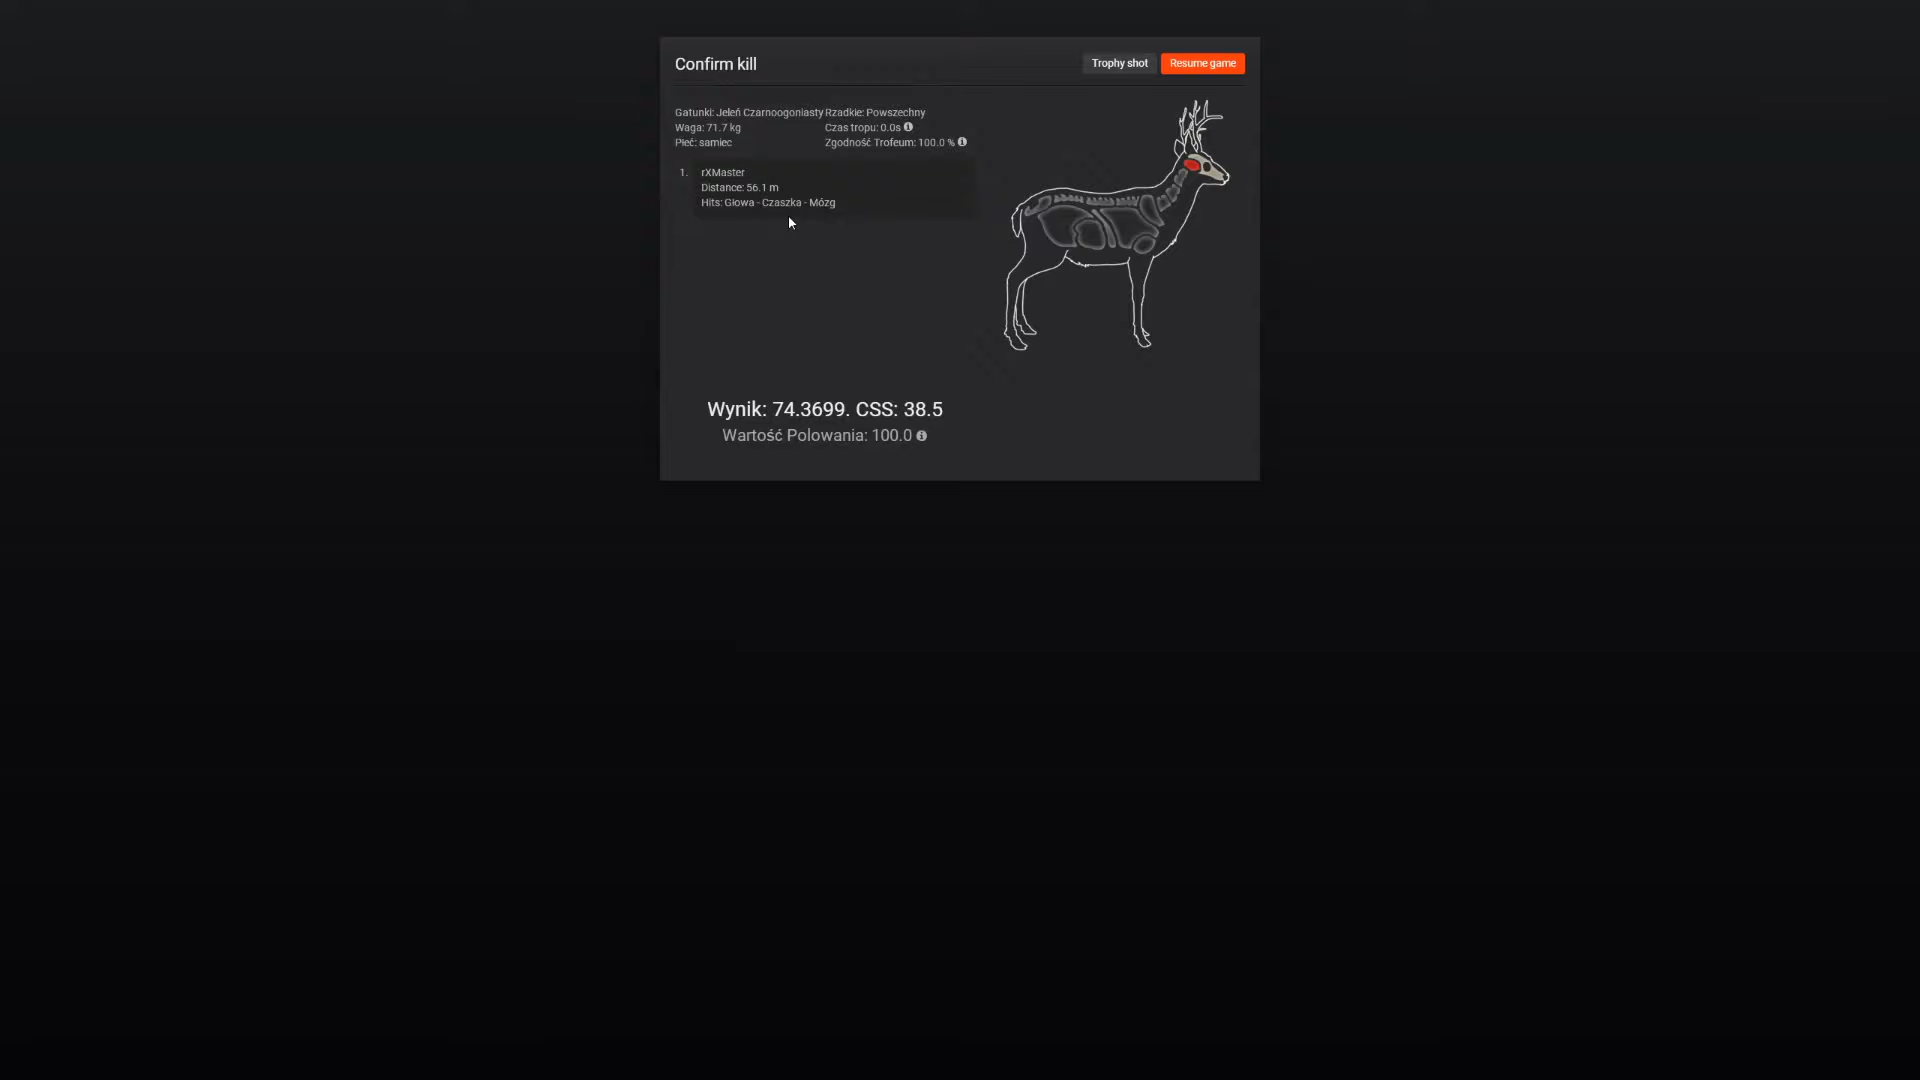 Confirm kill
Trophy shot
Resume game
Gatunki: Jeleń Czarnoogoniasty Rzadkie: Powszechny
Waga: 71.7 kg Czas tropu: 0.0s
Płeć: samiec Zgodność Trofeum: 100.0 %
1. rXMaster
Distance: 56.1 m
Hits: Głowa - Czaszka - Mózg
Wynik: 74.3699. CSS: 38.5
Wartość Polowania: 100.0